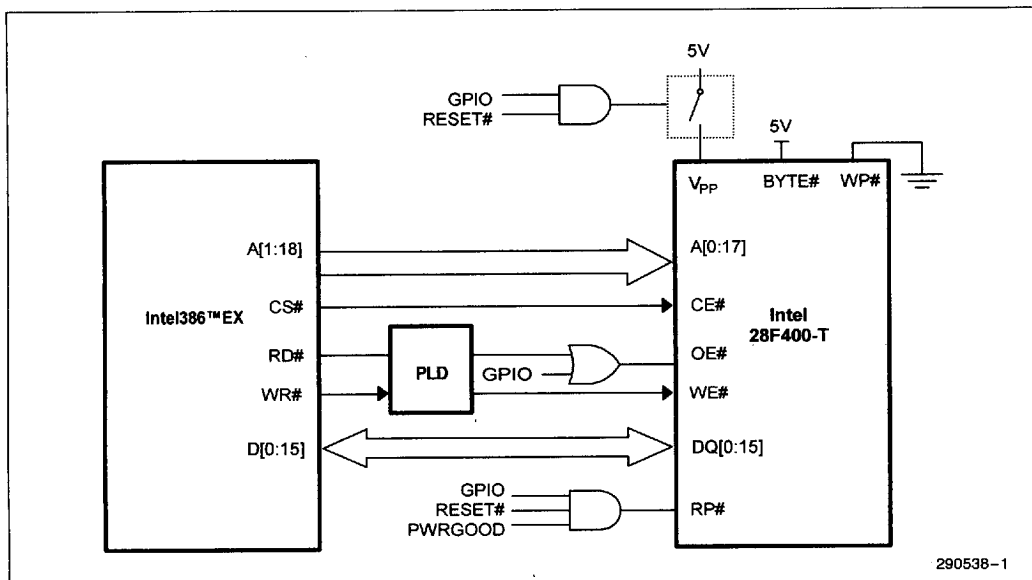 5V
GPIO
RESET#
5V
VPP
BYTE#
WP#
A[1:18]
A[0:17]
Intel386™EX
CS#
CE#
Intel
28F400-T
RD#
PLD
GPIO
OE#
WR#
WE#
D[0:15]
DQ[0:15]
GPIO
RESET#
PWRGOOD
RP#
290538–1